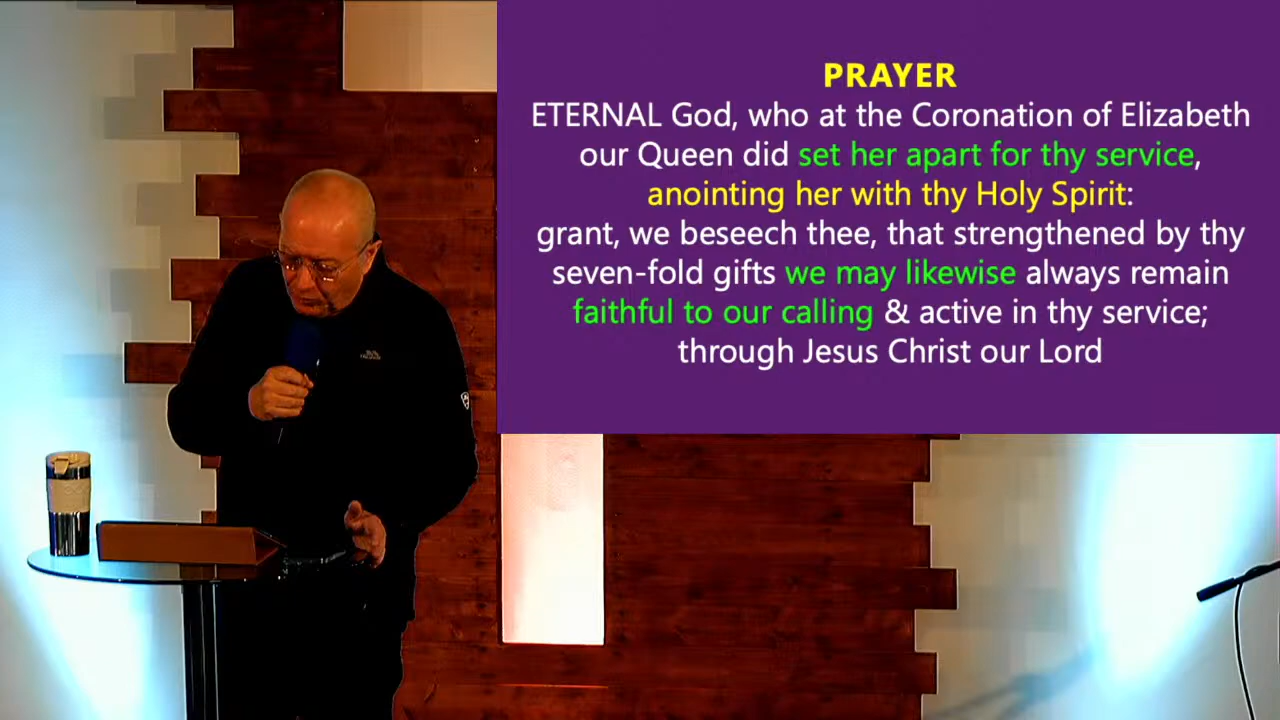 PRAYER
ETERNAL God, who at the Coronation of Elizabeth
our Queen did set her apart for thy service,
anointing her with thy Holy Spirit:
grant, we beseech thee, that strengthened by thy
seven-fold gifts we may likewise always remain
faithful to our calling & active in thy service;
through Jesus Christ our Lord